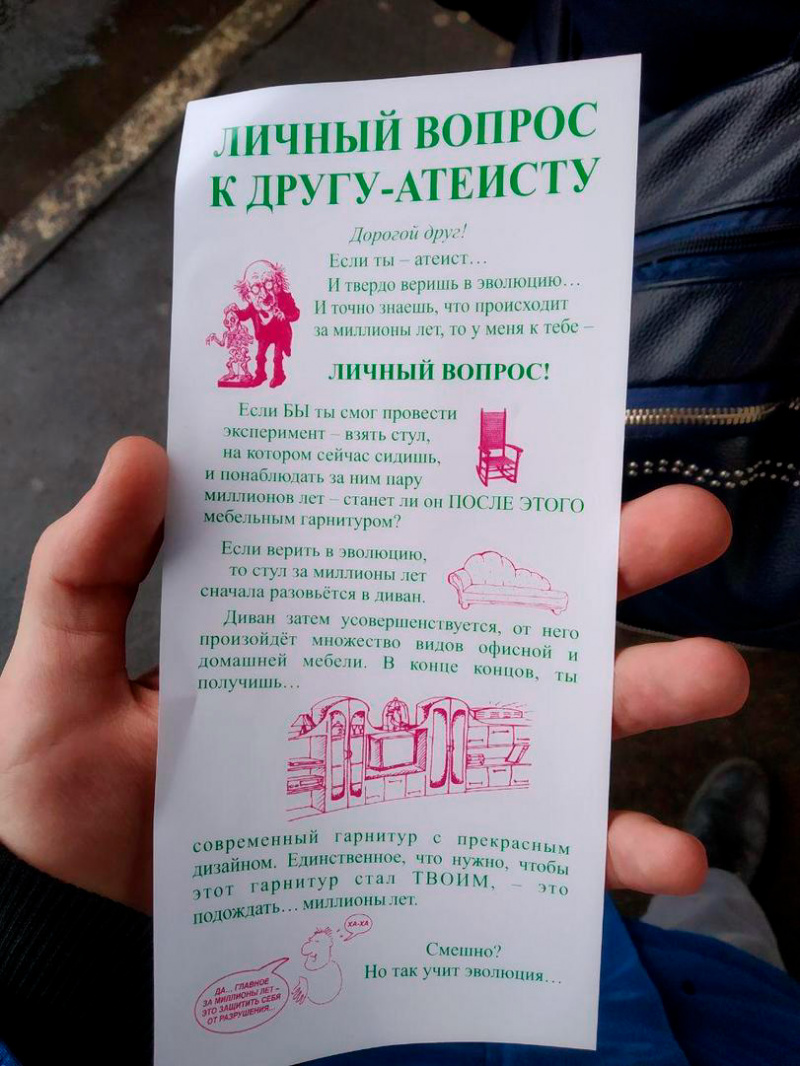 ЛИЧНЫЙ ВОПРОС
К ДРУГУ-АТЕИСТУ
Дорогой друг!
Если ты – атеист...
И твердо веришь в эволюцию...
И точно знаешь, что происходит
за миллионы лет, то у меня к тебе –
ЛИЧНЫЙ ВОПРОС!
Если БЫ ты смог провести
эксперимент – взять стул,
на котором сейчас сидишь,
и понаблюдать за ним пару
миллионов лет – станет ли он ПОСЛЕ ЭТОГО
мебельным гарнитуром?
Если верить в эволюцию,
то стул за миллионы лет
сначала разовьётся в диван.
Диван затем усовершенствуется, от него
произойдёт множество видов офисной и
домашней мебели. В конце концов, ты
получишь...
современный гарнитур с прекрасным
дизайном. Единственное, что нужно, чтобы
этот гарнитур стал ТВОИМ, – это
подождать... миллионы лет.
ХА-ХА
Смешно?
Но так учит эволюция...
ДА... ГЛАВНОЕ
ЗА МИЛЛИОНЫ ЛЕТ –
ЭТО ЗАЩИТИТЬ СЕБЯ
ОТ РАЗРУШЕНИЯ...